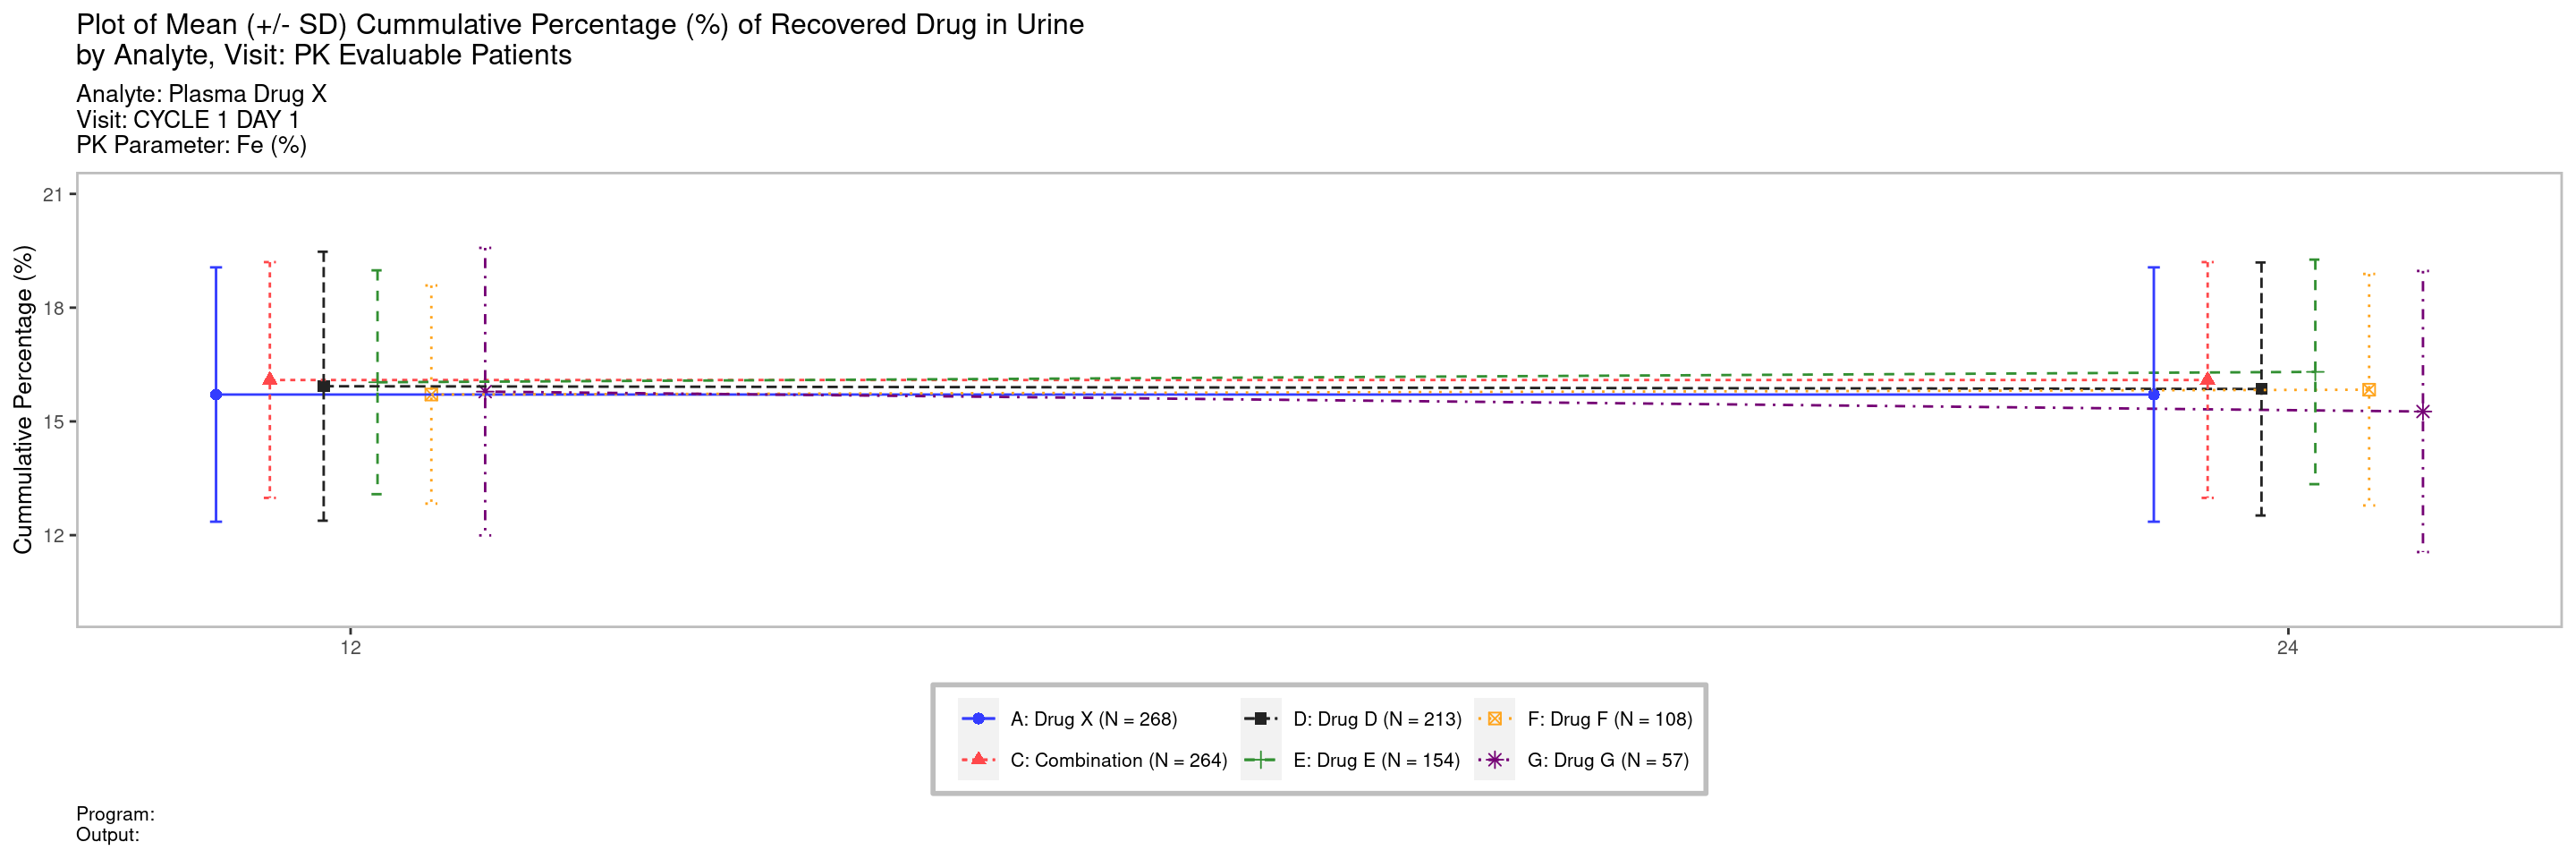 Plot of Mean (+/- SD) Cummulative Percentage (%) of Recovered Drug in Urine
by Analyte, Visit: PK Evaluable Patients
Analyte: Plasma Drug X
Visit: CYCLE 1 DAY 1
PK Parameter: Fe (%)
Cummulative Percentage (%)
21
18
15
12
12
24
A: Drug X (N = 268)
D: Drug D (N = 213)
F: Drug F (N = 108)
C: Combination (N = 264)
E: Drug E (N = 154)
G: Drug G (N = 57)
Program:
Output: